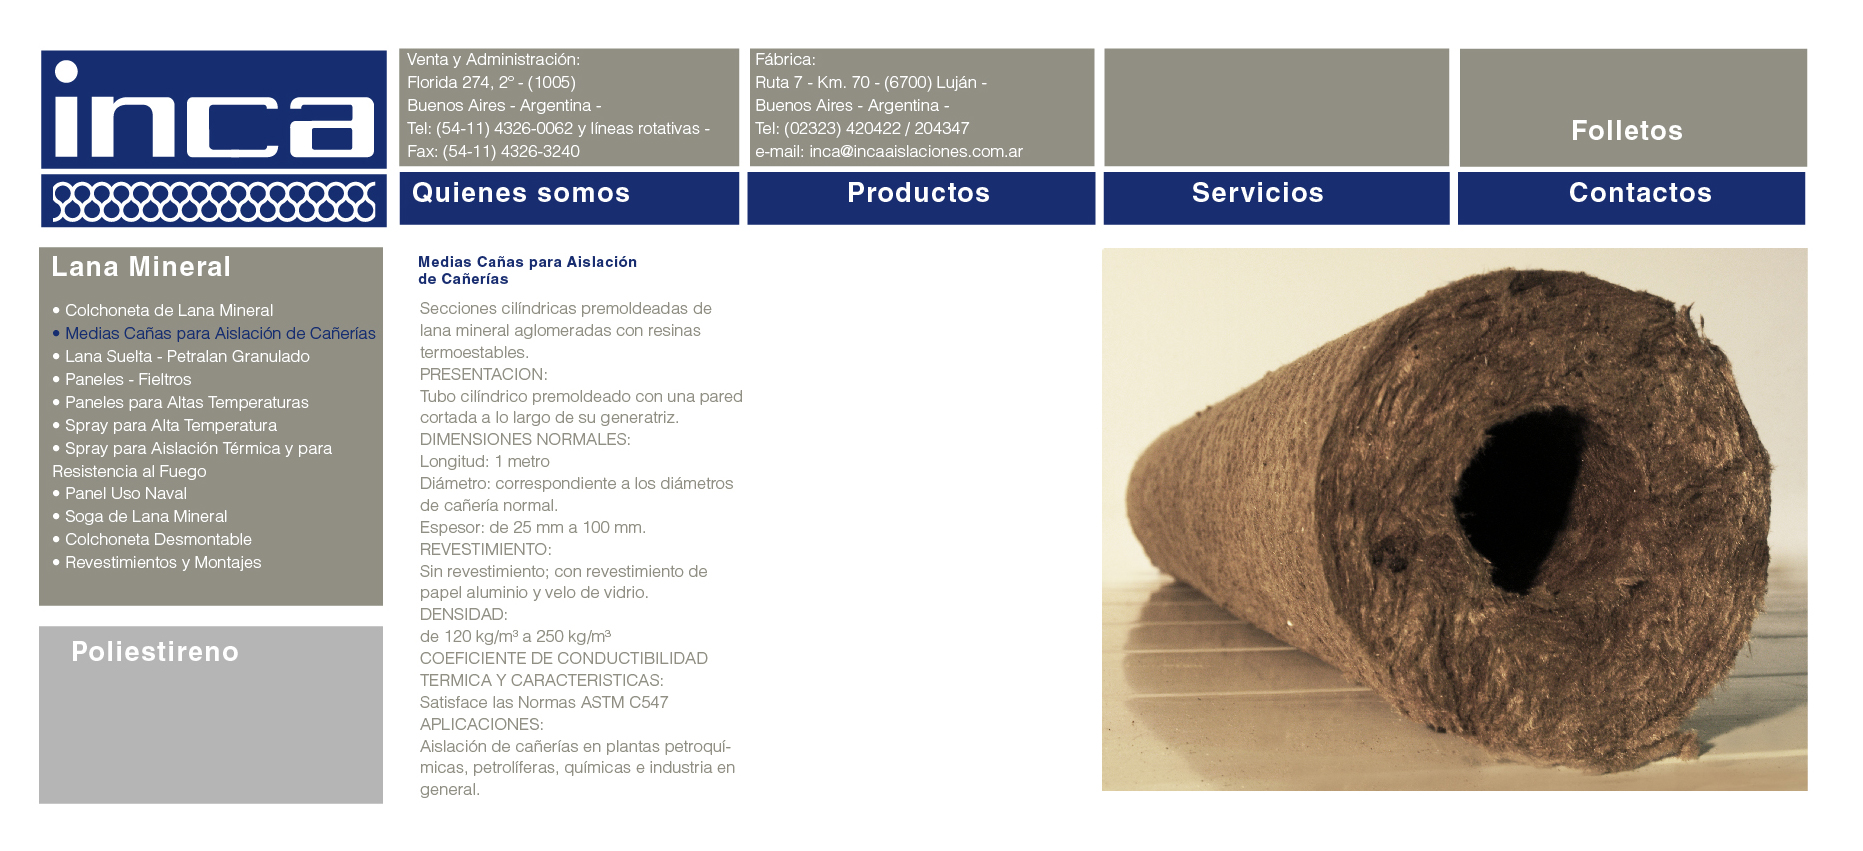 inca
Venta y Administración:
Florida 274, 2º - (1005)
Buenos Aires - Argentina -
Tel: (54-11) 4326-0062 y líneas rotativas -
Fax: (54-11) 4326-3240
Fábrica:
Ruta 7 - Km. 70 - (6700) Luján -
Buenos Aires - Argentina -
Tel: (02323) 420422 / 204347
e-mail: inca@incaaislaciones.com.ar
Folletos
Quienes somos
Productos
Servicios
Contactos
Lana Mineral
• Colchoneta de Lana Mineral
• Medias Cañas para Aislación de Cañerías
• Lana Suelta - Petralan Granulado
• Paneles - Fieltros
• Paneles para Altas Temperaturas
• Spray para Alta Temperatura
• Spray para Aislación Térmica y para
Resistencia al Fuego
• Panel Uso Naval
• Soga de Lana Mineral
• Colchoneta Desmontable
• Revestimientos y Montajes
Poliestireno
Medias Cañas para Aislación
de Cañerías
Secciones cilíndricas premoldeadas de
lana mineral aglomeradas con resinas
termoestables.
PRESENTACION:
Tubo cilíndrico premoldeado con una pared
cortada a lo largo de su generatriz.
DIMENSIONES NORMALES:
Longitud: 1 metro
Diámetro: correspondiente a los diámetros
de cañería normal.
Espesor: de 25 mm a 100 mm.
REVESTIMIENTO:
Sin revestimiento; con revestimiento de
papel aluminio y velo de vidrio.
DENSIDAD:
de 120 kg/m³ a 250 kg/m³
COEFICIENTE DE CONDUCTIBILIDAD
TERMICA Y CARACTERISTICAS:
Satisface las Normas ASTM C547
APLICACIONES:
Aislación de cañerías en plantas petroquí-
micas, petrolíferas, químicas e industria en
general.